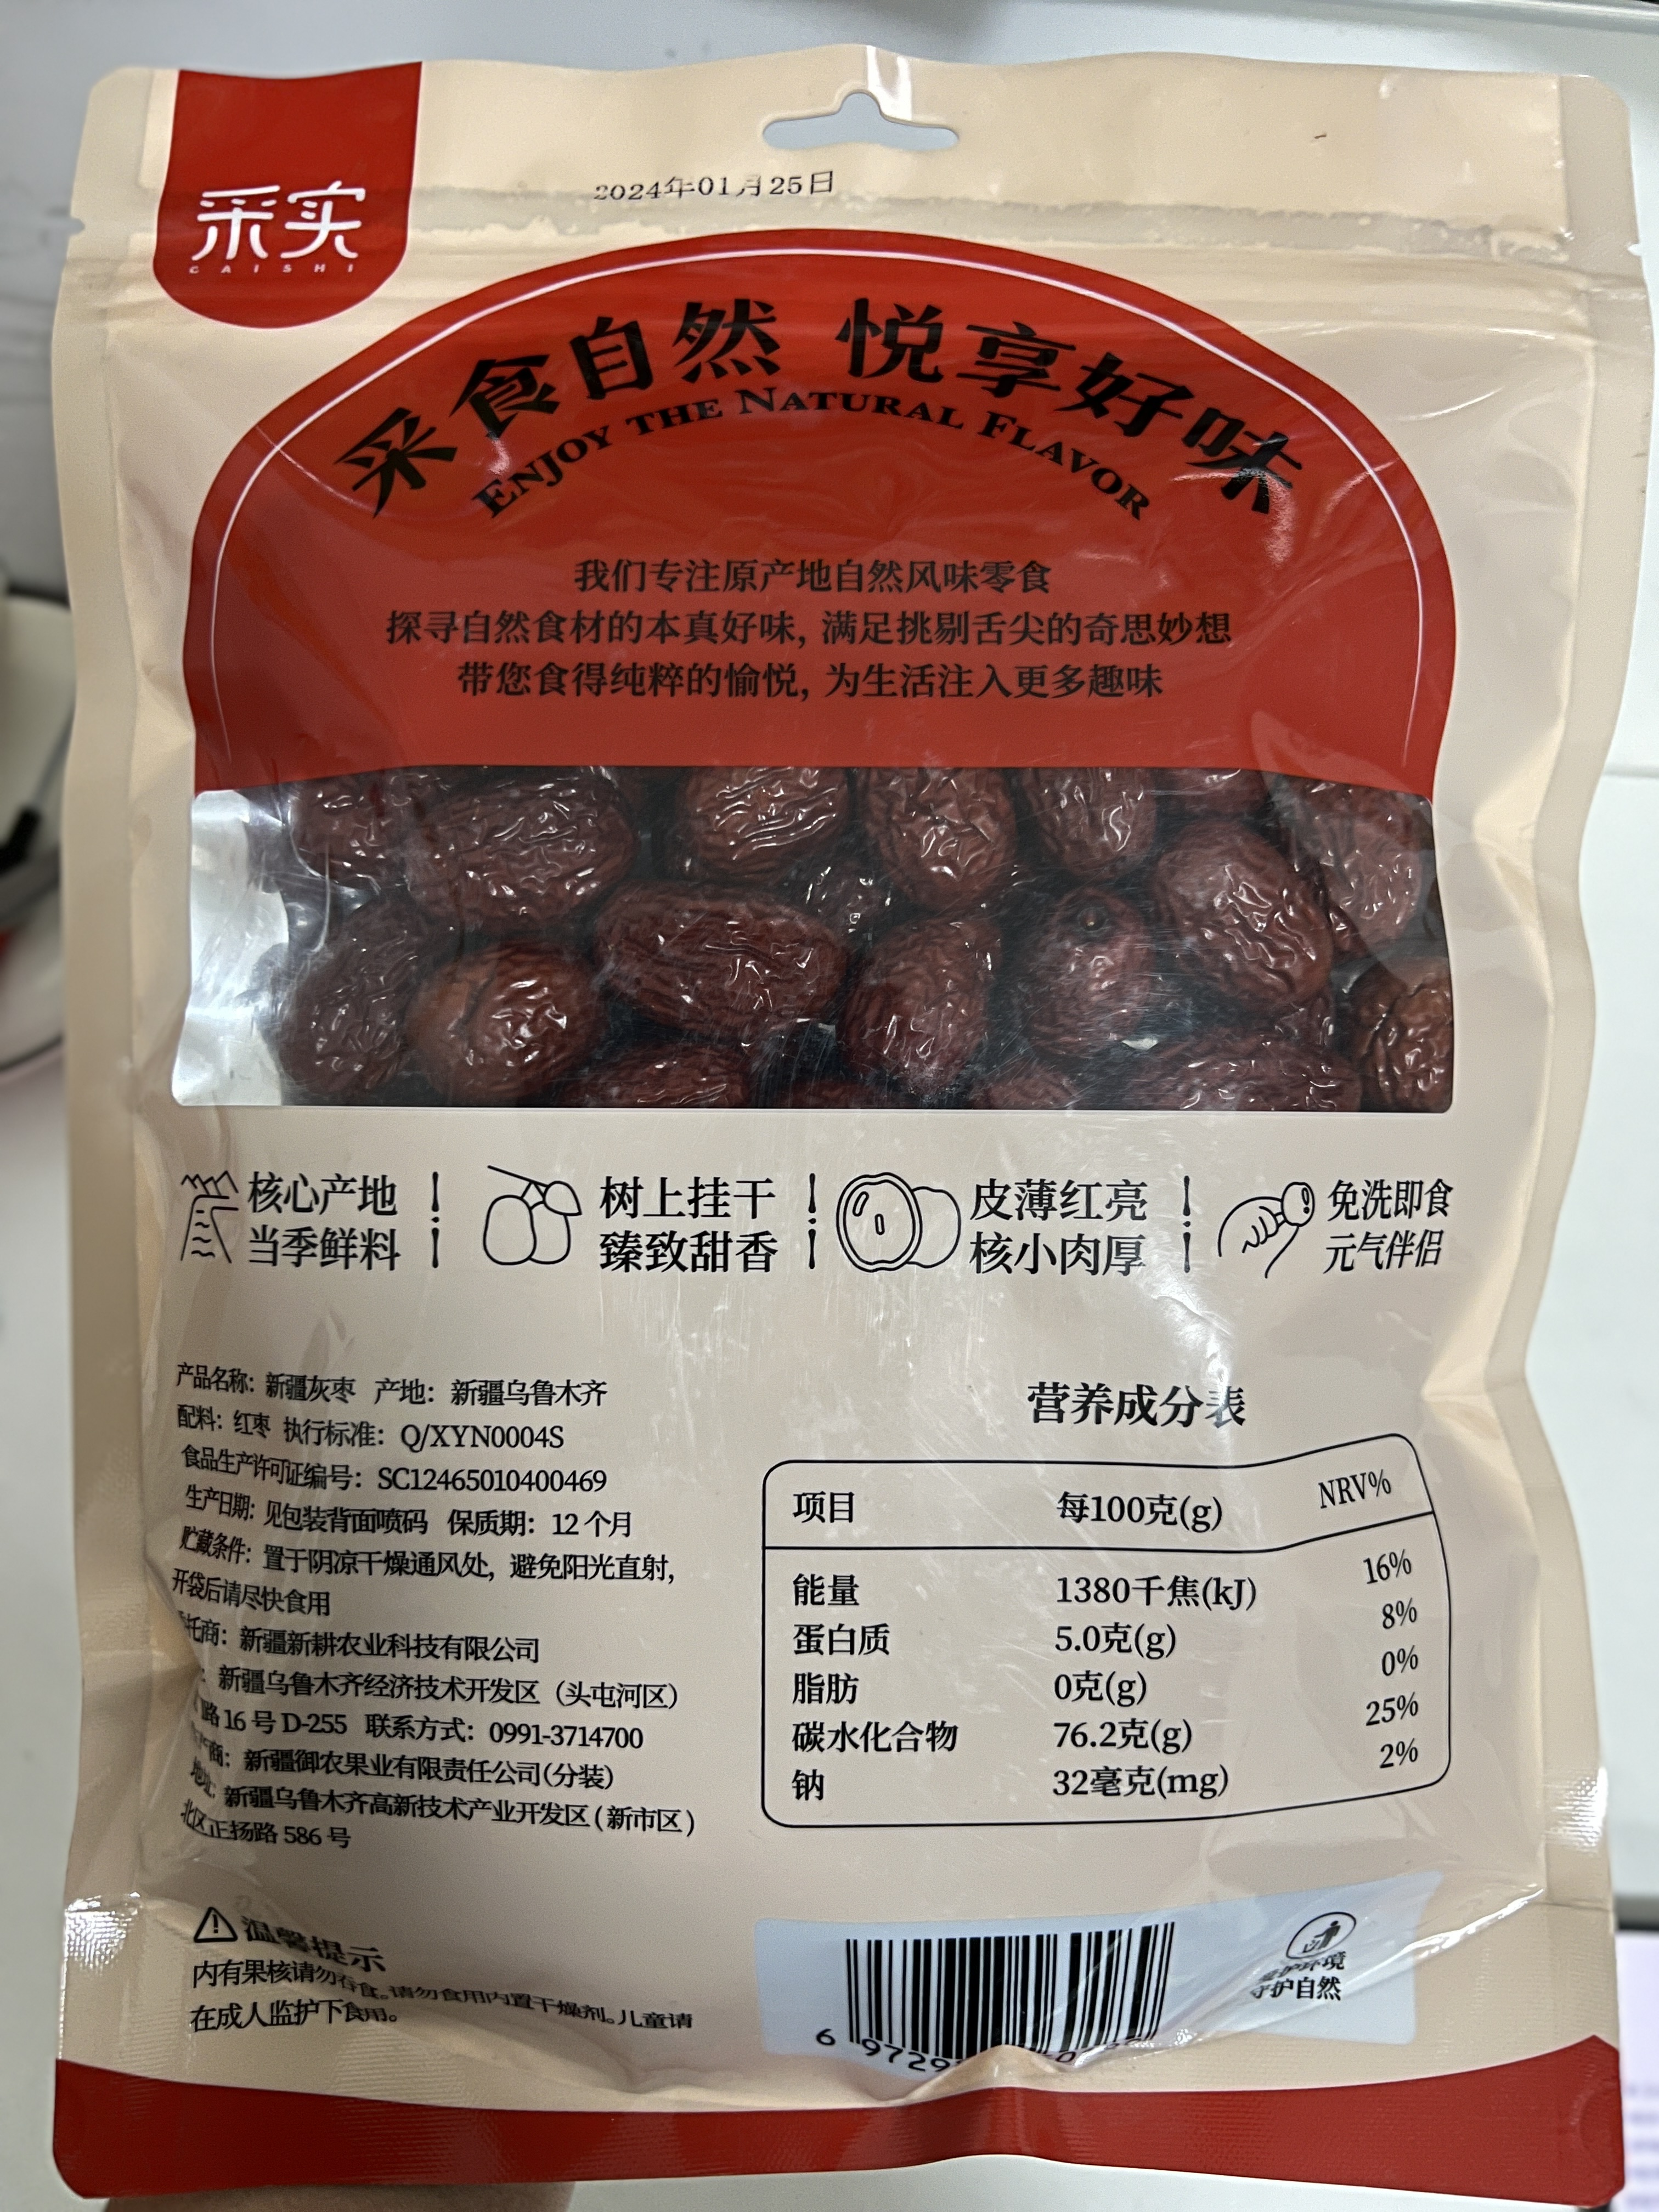 采实
CAISHI
2024年01月25日
采食自然 悦享好味
ENJOY THE NATURAL FLAVOR
我们专注原产地自然风味零食
探寻自然食材的本真好味, 满足挑剔舌尖的奇思妙想
带您食得纯粹的愉悦, 为生活注入更多趣味
核心产地
当季鲜料
树上挂干
臻致甜香
皮薄红亮
核小肉厚
免洗即食
元气伴侣
产品名称: 新疆灰枣 产地: 新疆乌鲁木齐
配料: 红枣 执行标准: Q/XYN0004S
食品生产许可证编号: SC12465010400469
生产日期: 见包装背面喷码 保质期: 12个月
贮藏条件: 置于阴凉干燥通风处, 避免阳光直射,
开袋后请尽快食用
托商: 新疆新耕农业科技有限公司
: 新疆乌鲁木齐经济技术开发区 (头屯河区)
路16号D-255 联系方式: 0991-3714700
商: 新疆御农果业有限责任公司(分装)
地址: 新疆乌鲁木齐高新技术产业开发区(新市区)
北区正扬路586号
营养成分表
项目 每100克(g) NRV%
能量 1380千焦(kJ) 16%
蛋白质 5.0克(g) 8%
脂肪 0克(g) 0%
碳水化合物 76.2克(g) 25%
钠 32毫克(mg) 2%
温馨提示
内有果核请勿吞食。请勿食用内置干燥剂。儿童请
在成人监护下食用。
护环境
守护自然
6 9729